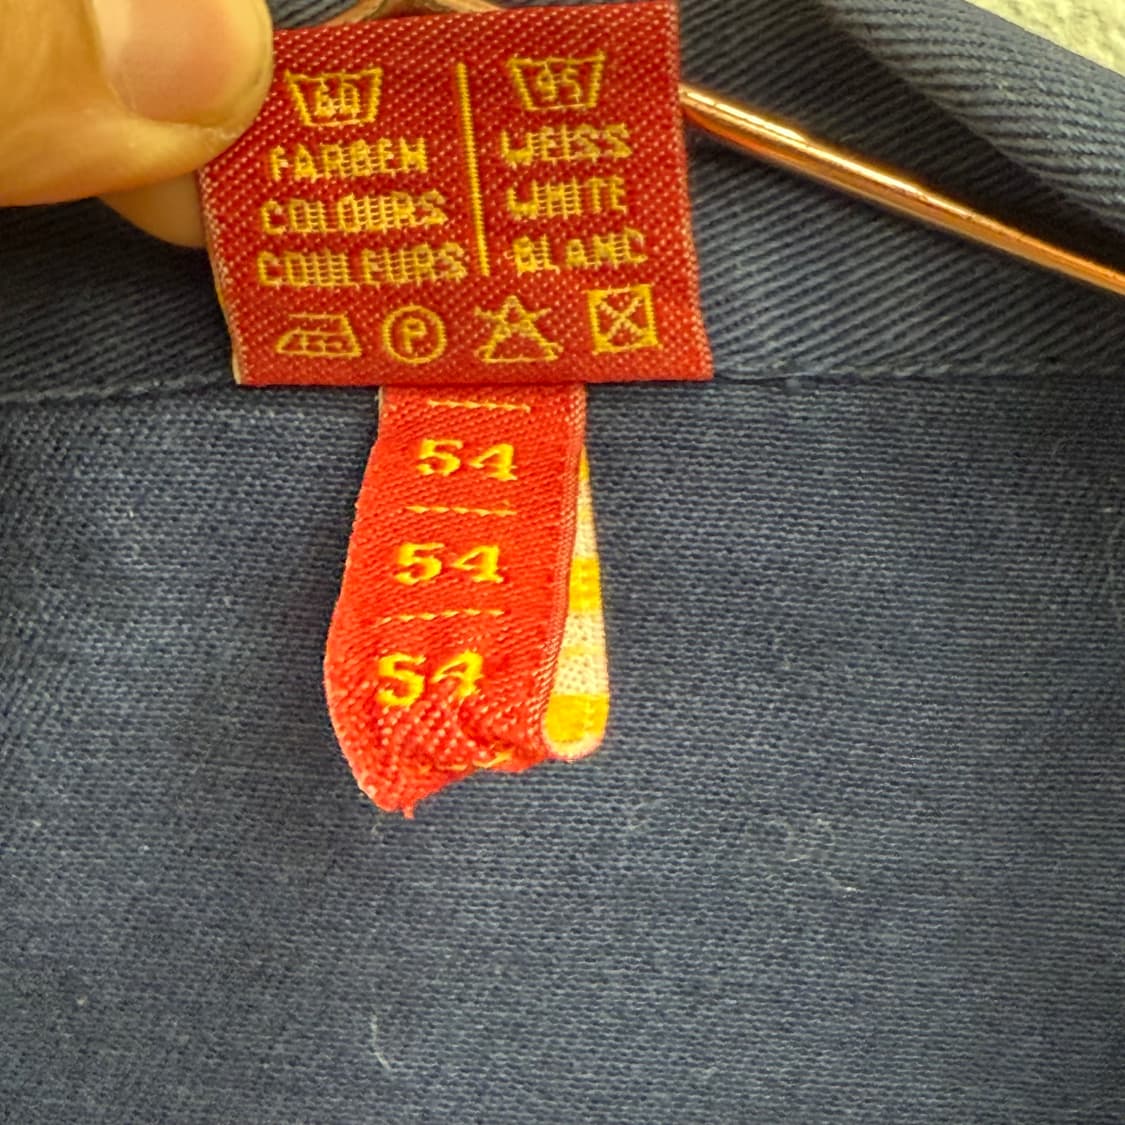 60
FARBEN
COLOURS
COULEURS
95
WEISS
WHITE
BLANC
P
54
54
54